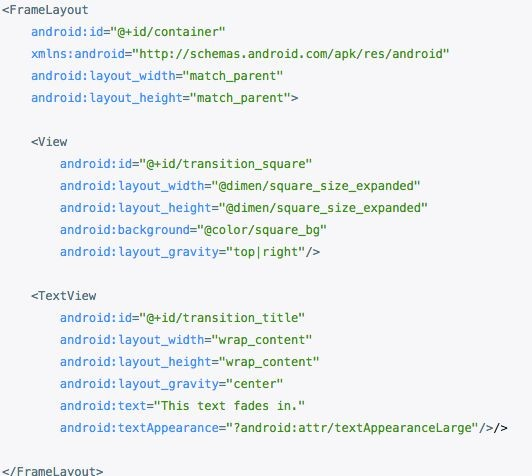 <FrameLayout
    android:id="@+id/container"
    xmlns:android="http://schemas.android.com/apk/res/android"
    android:layout_width="match_parent"
    android:layout_height="match_parent">

    <View
        android:id="@+id/transition_square"
        android:layout_width="@dimen/square_size_expanded"
        android:layout_height="@dimen/square_size_expanded"
        android:background="@color/square_bg"
        android:layout_gravity="top|right"/>

    <TextView
        android:id="@+id/transition_title"
        android:layout_width="wrap_content"
        android:layout_height="wrap_content"
        android:layout_gravity="center"
        android:text="This text fades in."
        android:textAppearance="?android:attr/textAppearanceLarge"/>/>

</FrameLayout>